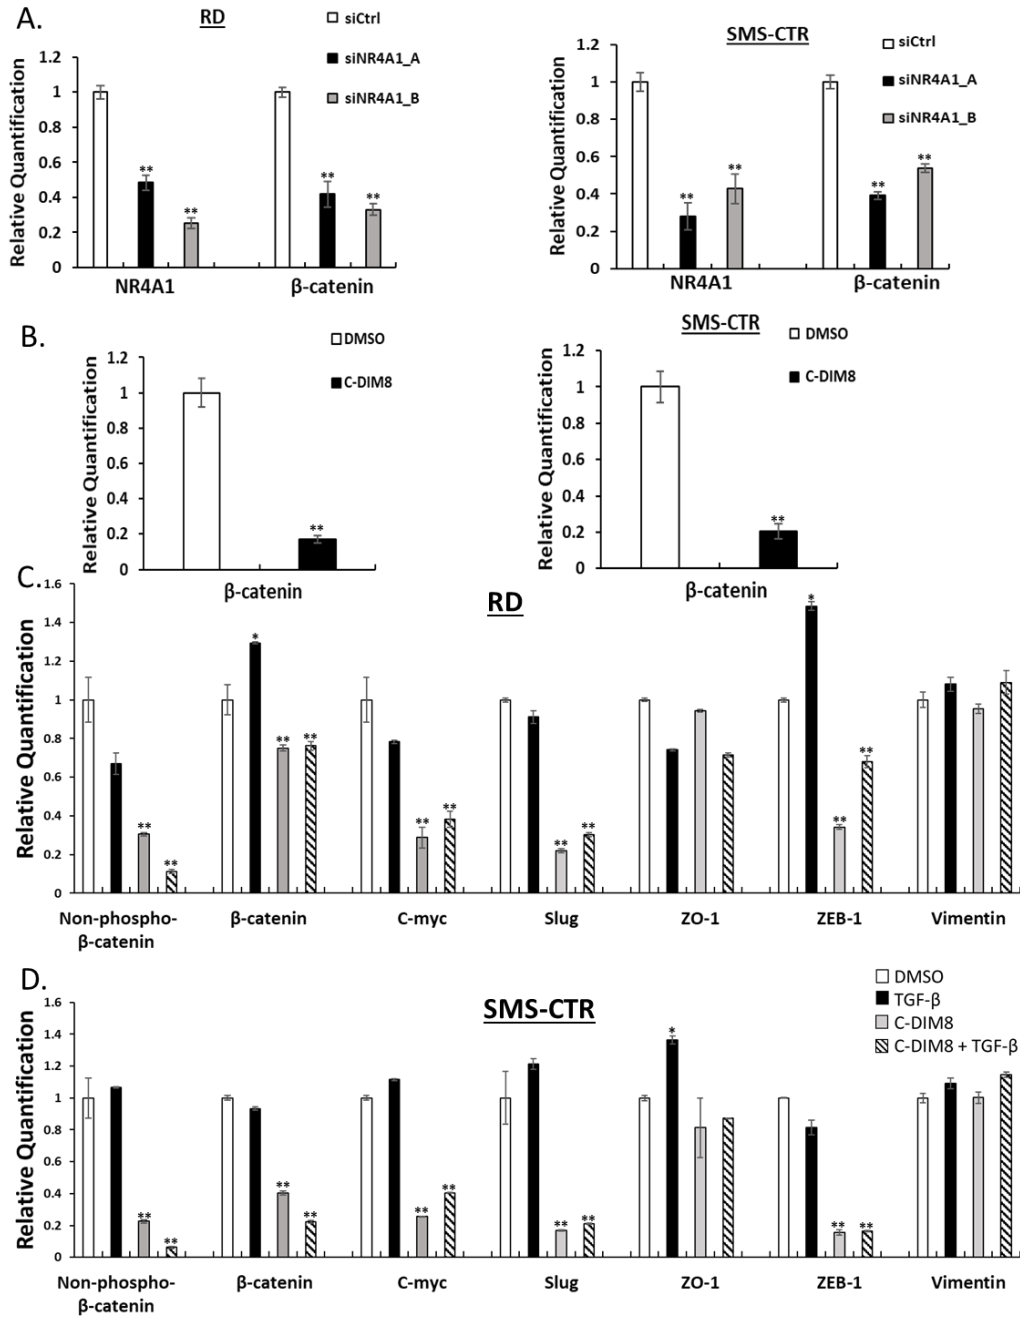 A.
RD
siCtrl
siNR4A1_A
siNR4A1_B
Relative Quantification
1.2
1
0.8
0.6
0.4
0.2
0
**
**
**
**
NR4A1
β-catenin
SMS-CTR
siCtrl
siNR4A1_A
siNR4A1_B
Relative Quantification
1.2
1
0.8
0.6
0.4
0.2
0
**
**
**
**
NR4A1
β-catenin
B.
DMSO
C-DIM8
Relative Quantification
1.2
1
0.8
0.6
0.4
0.2
0
**
β-catenin
SMS-CTR
DMSO
C-DIM8
Relative Quantification
1.2
1
0.8
0.6
0.4
0.2
0
**
β-catenin
C.
RD
Relative Quantification
1.6
1.4
1.2
1
0.8
0.6
0.4
0.2
0
**
**
*
**
**
**
**
**
**
*
**
**
Non-phospho-
β-catenin
β-catenin
C-myc
Slug
ZO-1
ZEB-1
Vimentin
D.
SMS-CTR
DMSO
TGF-β
C-DIM8
C-DIM8 + TGF-β
Relative Quantification
1.6
1.4
1.2
1
0.8
0.6
0.4
0.2
0
**
**
**
**
**
**
**
**
*
**
**
Non-phospho-
β-catenin
β-catenin
C-myc
Slug
ZO-1
ZEB-1
Vimentin